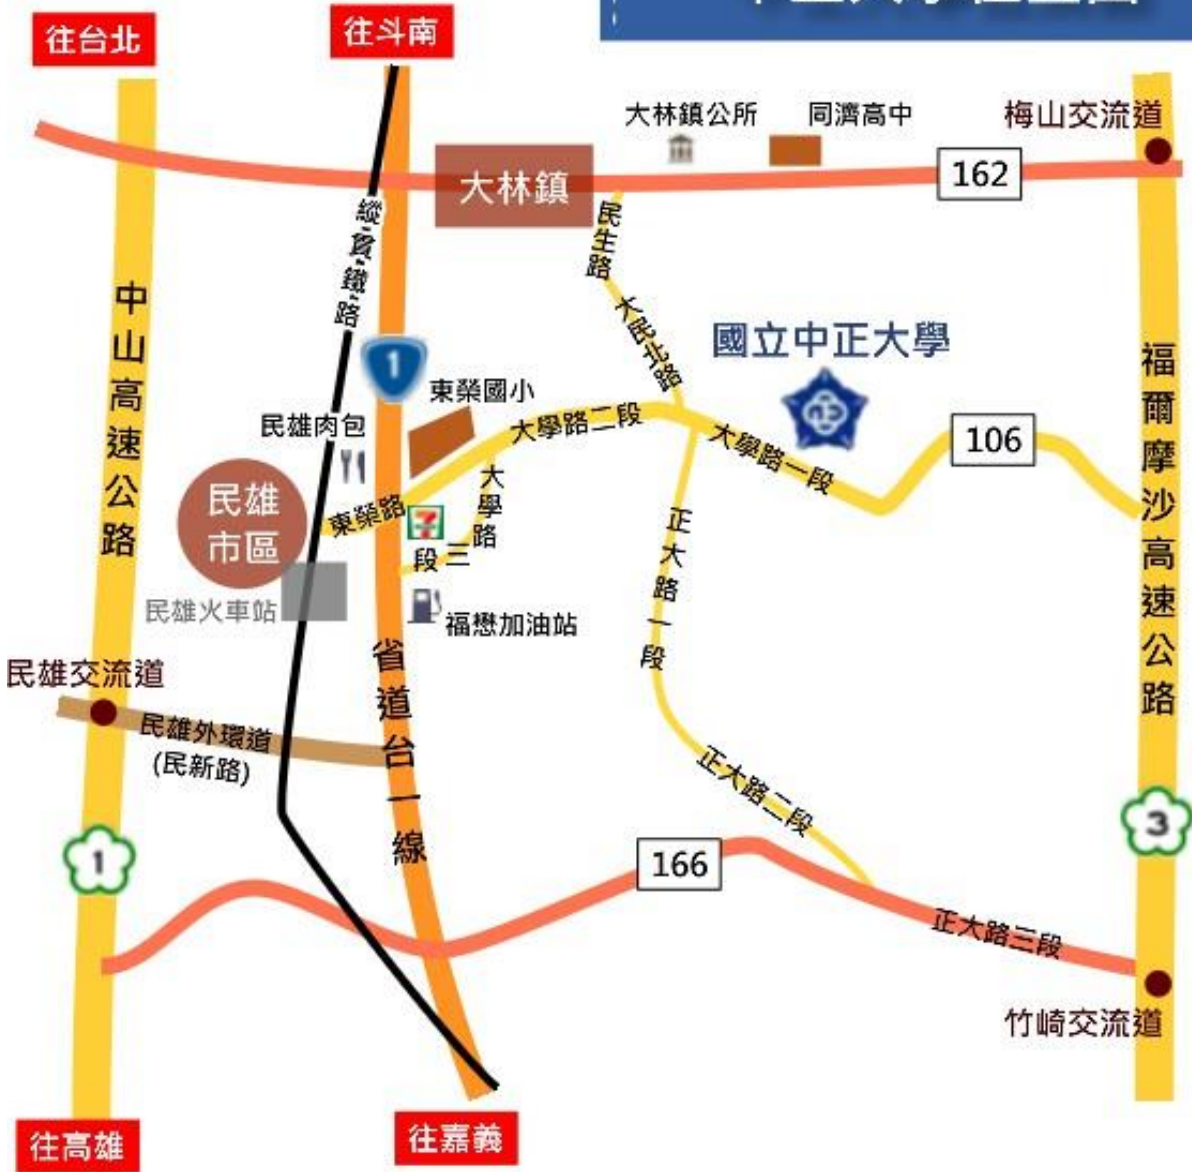 往台北
往斗南
大林鎮公所
同濟高中
梅山交流道
大林鎮
162
縱貫鐵路
民生路
中山高速公路
大民北路
國立中正大學
福爾摩沙高速公路
1
東榮國小
民雄肉包
大學路二段
大學路一段
106
民雄市區
東榮路
7
大學路三段
正大路一段
民雄火車站
福懋加油站
省道台一線
民雄交流道
民雄外環道
(民新路)
正大路二段
3
1
166
正大路三段
竹崎交流道
往高雄
往嘉義